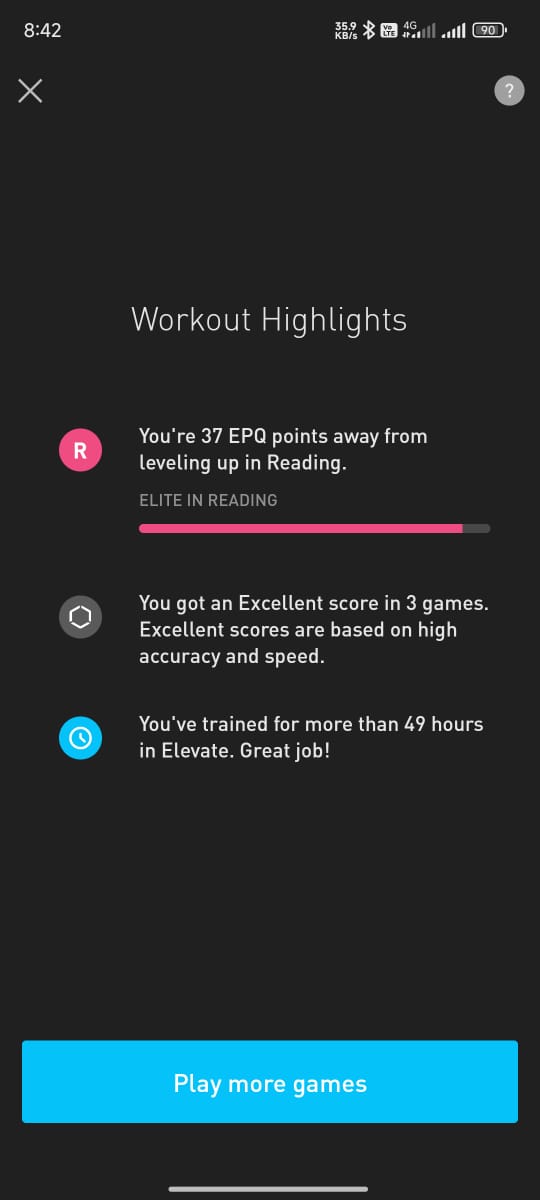 8:42
35.9
KB/s
Vo
LTE
4G
90
?
Workout Highlights
R
You're 37 EPQ points away from
leveling up in Reading.
ELITE IN READING
You got an Excellent score in 3 games.
Excellent scores are based on high
accuracy and speed.
You've trained for more than 49 hours
in Elevate. Great job!
Play more games